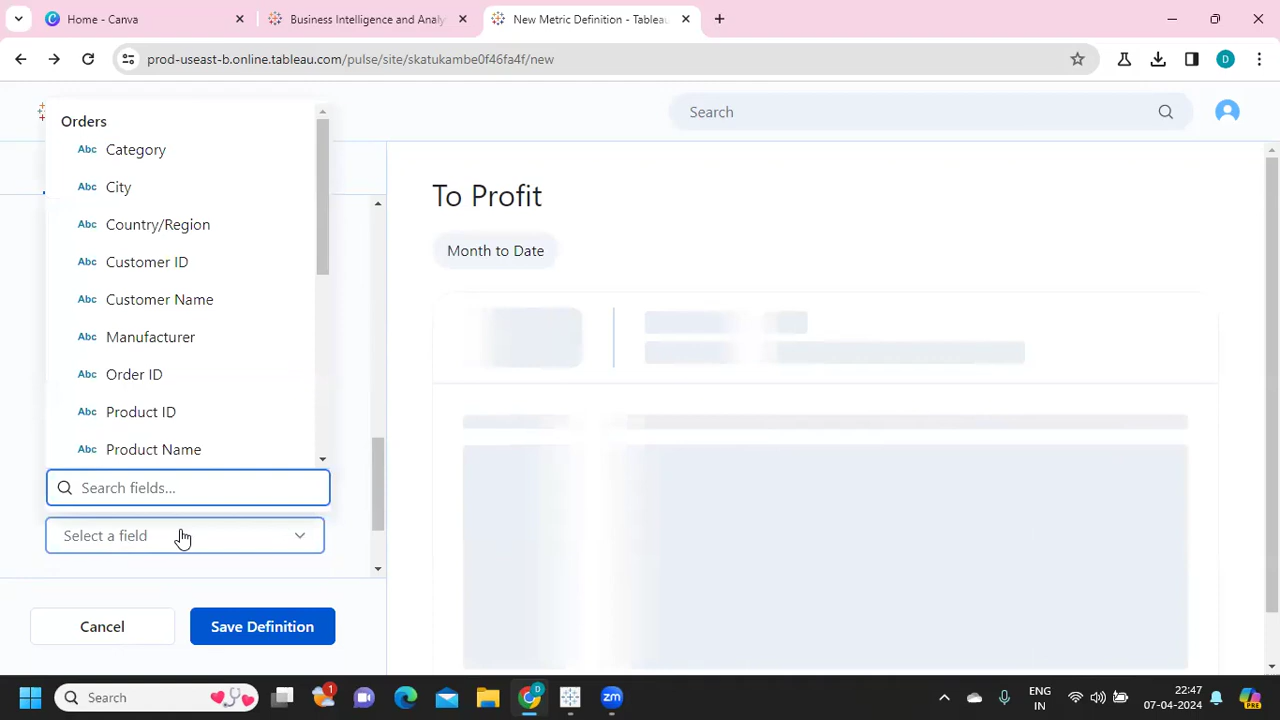 Home - Canva
Business Intelligence and Analy
New Metric Definition - Tableau
prod-useast-b.online.tableau.com/pulse/site/skatukambe0f46fa4f/new
D
Search
Orders
Abc Category
Abc City
Abc Country/Region
Abc Customer ID
Abc Customer Name
Abc Manufacturer
Abc Order ID
Abc Product ID
Abc Product Name
Search fields...
Select a field
Cancel
Save Definition
To Profit
Month to Date
Search
1
D
zm
ENG
IN
22:47
07-04-2024
PRE